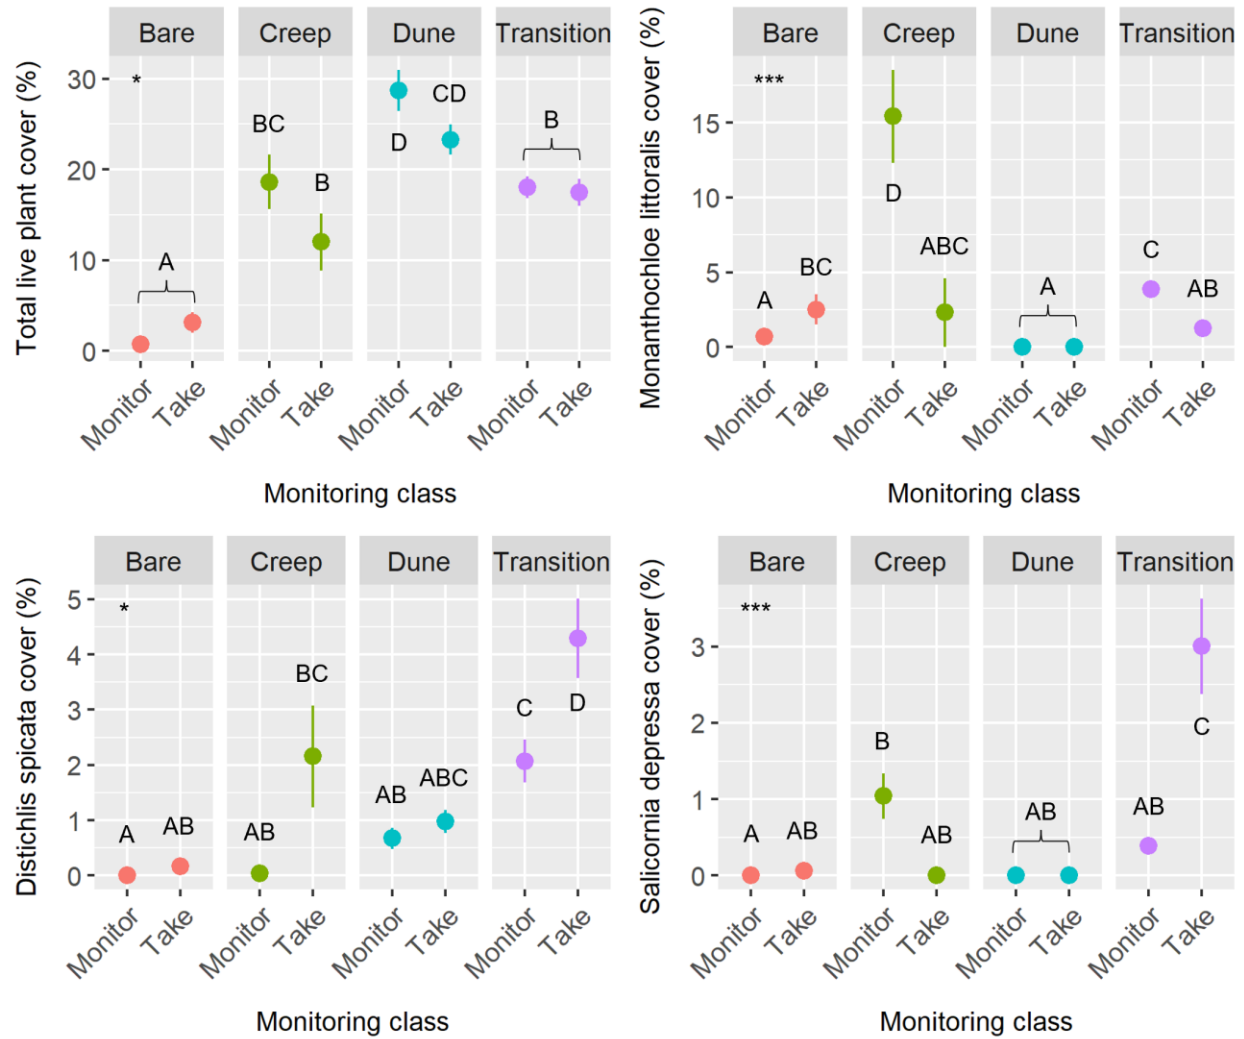 Total live plant cover (%)
Bare Creep Dune Transition
30
20
10
0
*
A
BC
B
D
CD
B
Monitor Take Monitor Take Monitor Take Monitor Take
Monitoring class
Monanthochloe littoralis cover (%)
Bare Creep Dune Transition
15
10
5
0
***
A
BC
D
ABC
A
C
AB
Monitor Take Monitor Take Monitor Take Monitor Take
Monitoring class
Distichlis spicata cover (%)
Bare Creep Dune Transition
5
4
3
2
1
0
*
A
AB
AB
BC
AB
ABC
C
D
Monitor Take Monitor Take Monitor Take Monitor Take
Monitoring class
Salicornia depressa cover (%)
Bare Creep Dune Transition
3
2
1
0
***
A
AB
B
AB
AB
AB
C
Monitor Take Monitor Take Monitor Take Monitor Take
Monitoring class